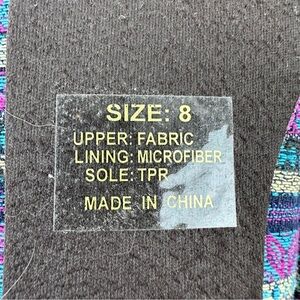 SIZE: 8
UPPER: FABRIC
LINING: MICROFIBER
SOLE: TPR
MADE IN CHINA